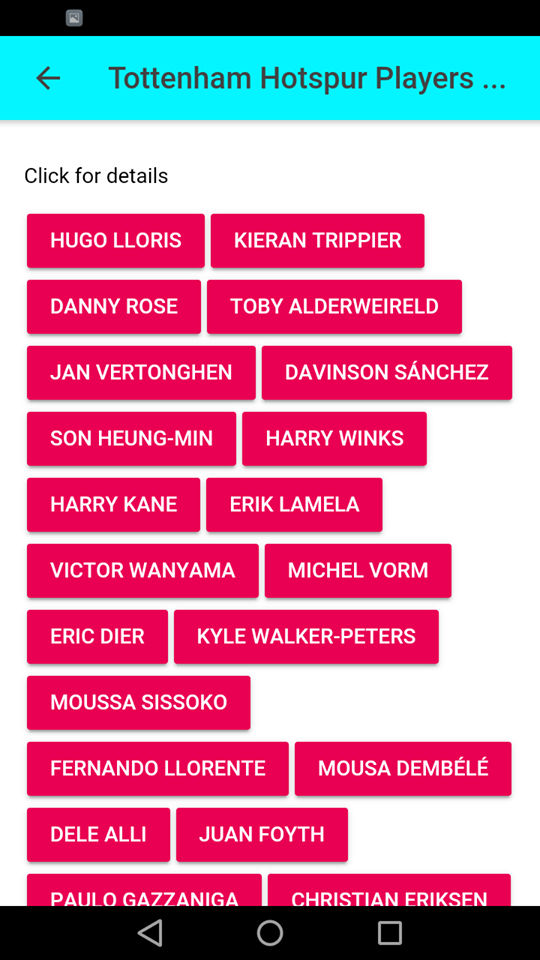 Tottenham Hotspur Players ...
Click for details
HUGO LLORIS KIERAN TRIPPIER
DANNY ROSE TOBY ALDERWEIRELD
JAN VERTONGHEN DAVINSON SÁNCHEZ
SON HEUNG-MIN HARRY WINKS
HARRY KANE ERIK LAMELA
VICTOR WANYAMA MICHEL VORM
ERIC DIER KYLE WALKER-PETERS
MOUSSA SISSOKO
FERNANDO LLORENTE MOUSA DEMBÉLÉ
DELE ALLI JUAN FOYTH
PAULO GAZZANIGA CHRISTIAN ERIKSEN